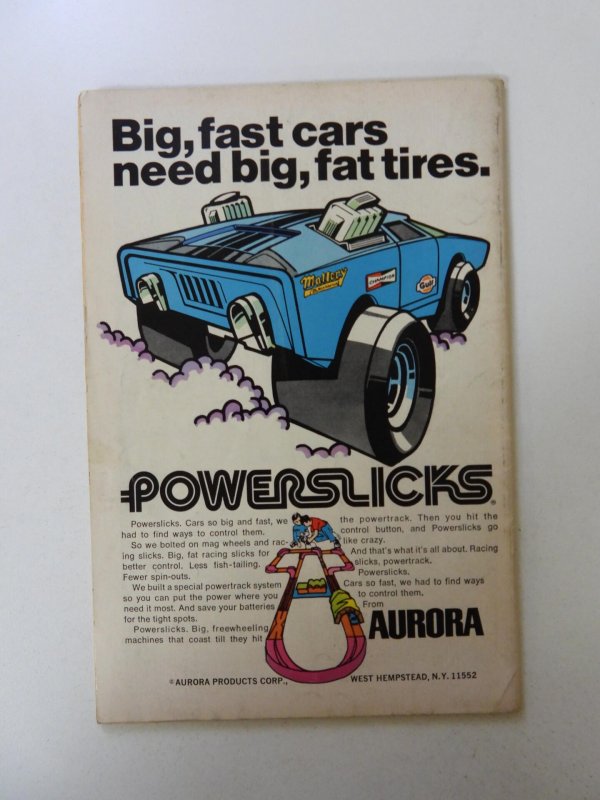 Big, fast cars
need big, fat tires.
Mallory
CHAMPION
Gulf
POWERSLICKS®
Powerslicks. Cars so big and fast, we
had to find ways to control them.
So we bolted on mag wheels and rac-
ing slicks. Big, fat racing slicks for
better control. Less fish-tailing.
Fewer spin-outs.
We built a special powertrack system
so you can put the power where you
need it most. And save your batteries
for the tight spots.
Powerslicks. Big, freewheeling
machines that coast till they hit
the powertrack. Then you hit the
control button, and Powerslicks go
like crazy.
And that's what it's all about. Racing
slicks, powertrack.
Powerslicks.
Cars so fast, we had to find ways
to control them.
From
AURORA
© AURORA PRODUCTS CORP., WEST HEMPSTEAD, N.Y. 11552